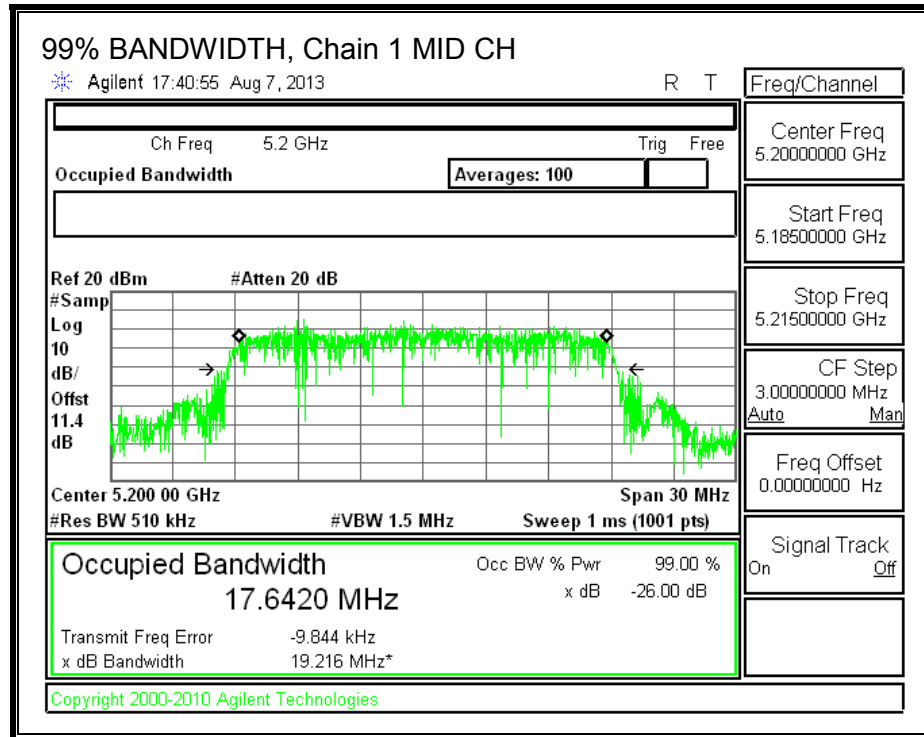 99% BANDWIDTH, Chain 1 MID CH
Agilent 17:40:55 Aug 7, 2013 R T
Freq/Channel
Ch Freq 5.2 GHz Trig Free
Occupied Bandwidth Averages: 100
Center Freq
5.20000000 GHz
Start Freq
5.18500000 GHz
Stop Freq
5.21500000 GHz
CF Step
3.00000000 MHz
Auto Man
Freq Offset
0.00000000 Hz
Signal Track
On Off
Ref 20 dBm #Atten 20 dB
#Samp
Log
10
dB/
Offst
11.4
dB
Center 5.200 00 GHz Span 30 MHz
#Res BW 510 kHz #VBW 1.5 MHz Sweep 1 ms (1001 pts)
Occupied Bandwidth Occ BW % Pwr 99.00 %
17.6420 MHz x dB -26.00 dB
Transmit Freq Error -9.844 kHz
x dB Bandwidth 19.216 MHz*
Copyright 2000-2010 Agilent Technologies